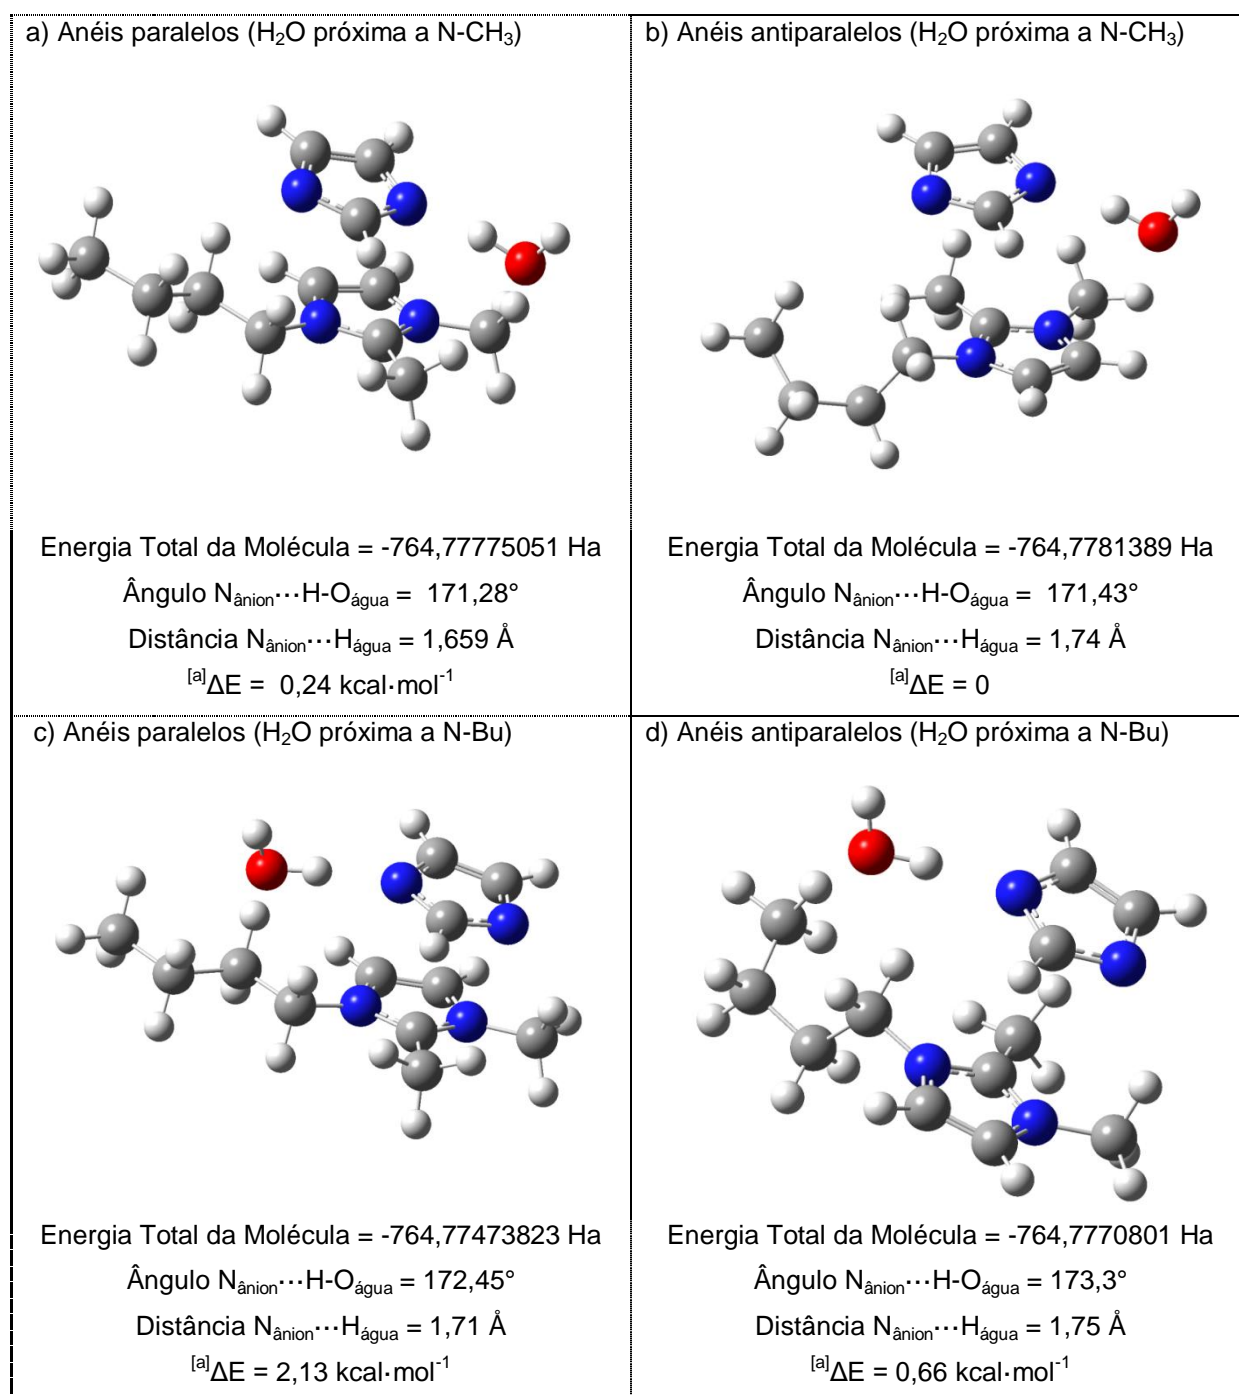 a) Anéis paralelos (H₂O próxima a N-CH₃)
Energia Total da Molécula = -764,77775051 Ha
Ângulo Nânion···H-Oágua = 171,28°
Distância Nânion···Hágua = 1,659 Å
[a]ΔE = 0,24 kcal·mol⁻¹
b) Anéis antiparalelos (H₂O próxima a N-CH₃)
Energia Total da Molécula = -764,7781389 Ha
Ângulo Nânion···H-Oágua = 171,43°
Distância Nânion···Hágua = 1,74 Å
[a]ΔE = 0
c) Anéis paralelos (H₂O próxima a N-Bu)
Energia Total da Molécula = -764,77473823 Ha
Ângulo Nânion···H-Oágua = 172,45°
Distância Nânion···Hágua = 1,71 Å
[a]ΔE = 2,13 kcal·mol⁻¹
d) Anéis antiparalelos (H₂O próxima a N-Bu)
Energia Total da Molécula = -764,7770801 Ha
Ângulo Nânion···H-Oágua = 173,3°
Distância Nânion···Hágua = 1,75 Å
[a]ΔE = 0,66 kcal·mol⁻¹